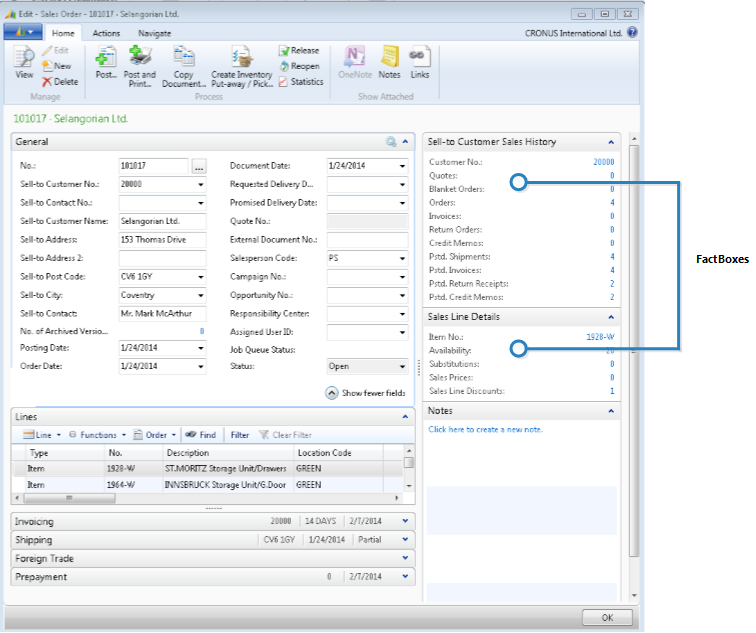 Edit - Sales Order - 101017 - Selangorian Ltd.
Home Actions Navigate CRONUS International Ltd.
View Edit New Delete
Post... Post and Print... Copy Document... Create Inventory Put-away / Pick... Release Reopen Statistics
OneNote Notes Links
Manage Process Show Attached
101017 · Selangorian Ltd.
General
No.: 101017 ...
Sell-to Customer No.: 20000
Sell-to Contact No.:
Sell-to Customer Name: Selangorian Ltd.
Sell-to Address: 153 Thomas Drive
Sell-to Address 2:
Sell-to Post Code: CV6 1GY
Sell-to City: Coventry
Sell-to Contact: Mr. Mark McArthur
No. of Archived Versio... 0
Posting Date: 1/24/2014
Order Date: 1/24/2014
Document Date: 1/24/2014
Requested Delivery D...
Promised Delivery Date:
Quote No.:
External Document No.:
Salesperson Code: PS
Campaign No.:
Opportunity No.:
Responsibility Center:
Assigned User ID:
Job Queue Status:
Status: Open
Show fewer fields
Lines
Line Functions Order Find Filter Clear Filter
Type No. Description Location Code
Item 1928-W ST.MORITZ Storage Unit/Drawers GREEN
Item 1964-W INNSBRUCK Storage Unit/G.Door GREEN
Invoicing 20000 14 DAYS 2/7/2014
Shipping CV6 1GY 1/24/2014 Partial
Foreign Trade
Prepayment 0 2/7/2014
Sell-to Customer Sales History
Customer No.: 20000
Quotes: 0
Blanket Orders: 0
Orders: 4
Invoices: 0
Return Orders: 0
Credit Memos: 0
Pstd. Shipments: 4
Pstd. Invoices: 4
Pstd. Return Receipts: 2
Pstd. Credit Memos: 2
Sales Line Details
Item No.: 1928-W
Availability:
Substitutions: 0
Sales Prices: 0
Sales Line Discounts: 1
Notes
Click here to create a new note.
FactBoxes
OK